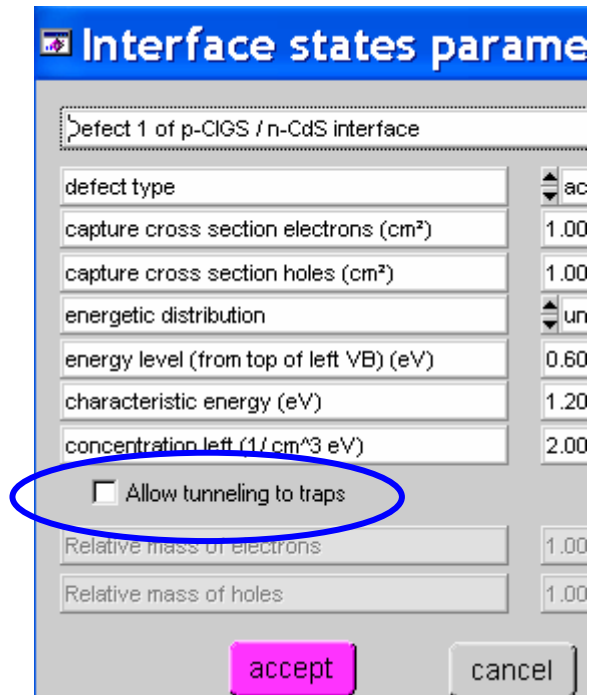 Interface states parame
Defect 1 of p-CIGS / n-CdS interface
defect type ac
capture cross section electrons (cm²) 1.00
capture cross section holes (cm²) 1.00
energetic distribution un
energy level (from top of left VB) (eV) 0.60
characteristic energy (eV) 1.20
concentration left (1/ cm^3 eV) 2.00
Allow tunneling to traps
Relative mass of electrons 1.00
Relative mass of holes 1.00
accept cancel